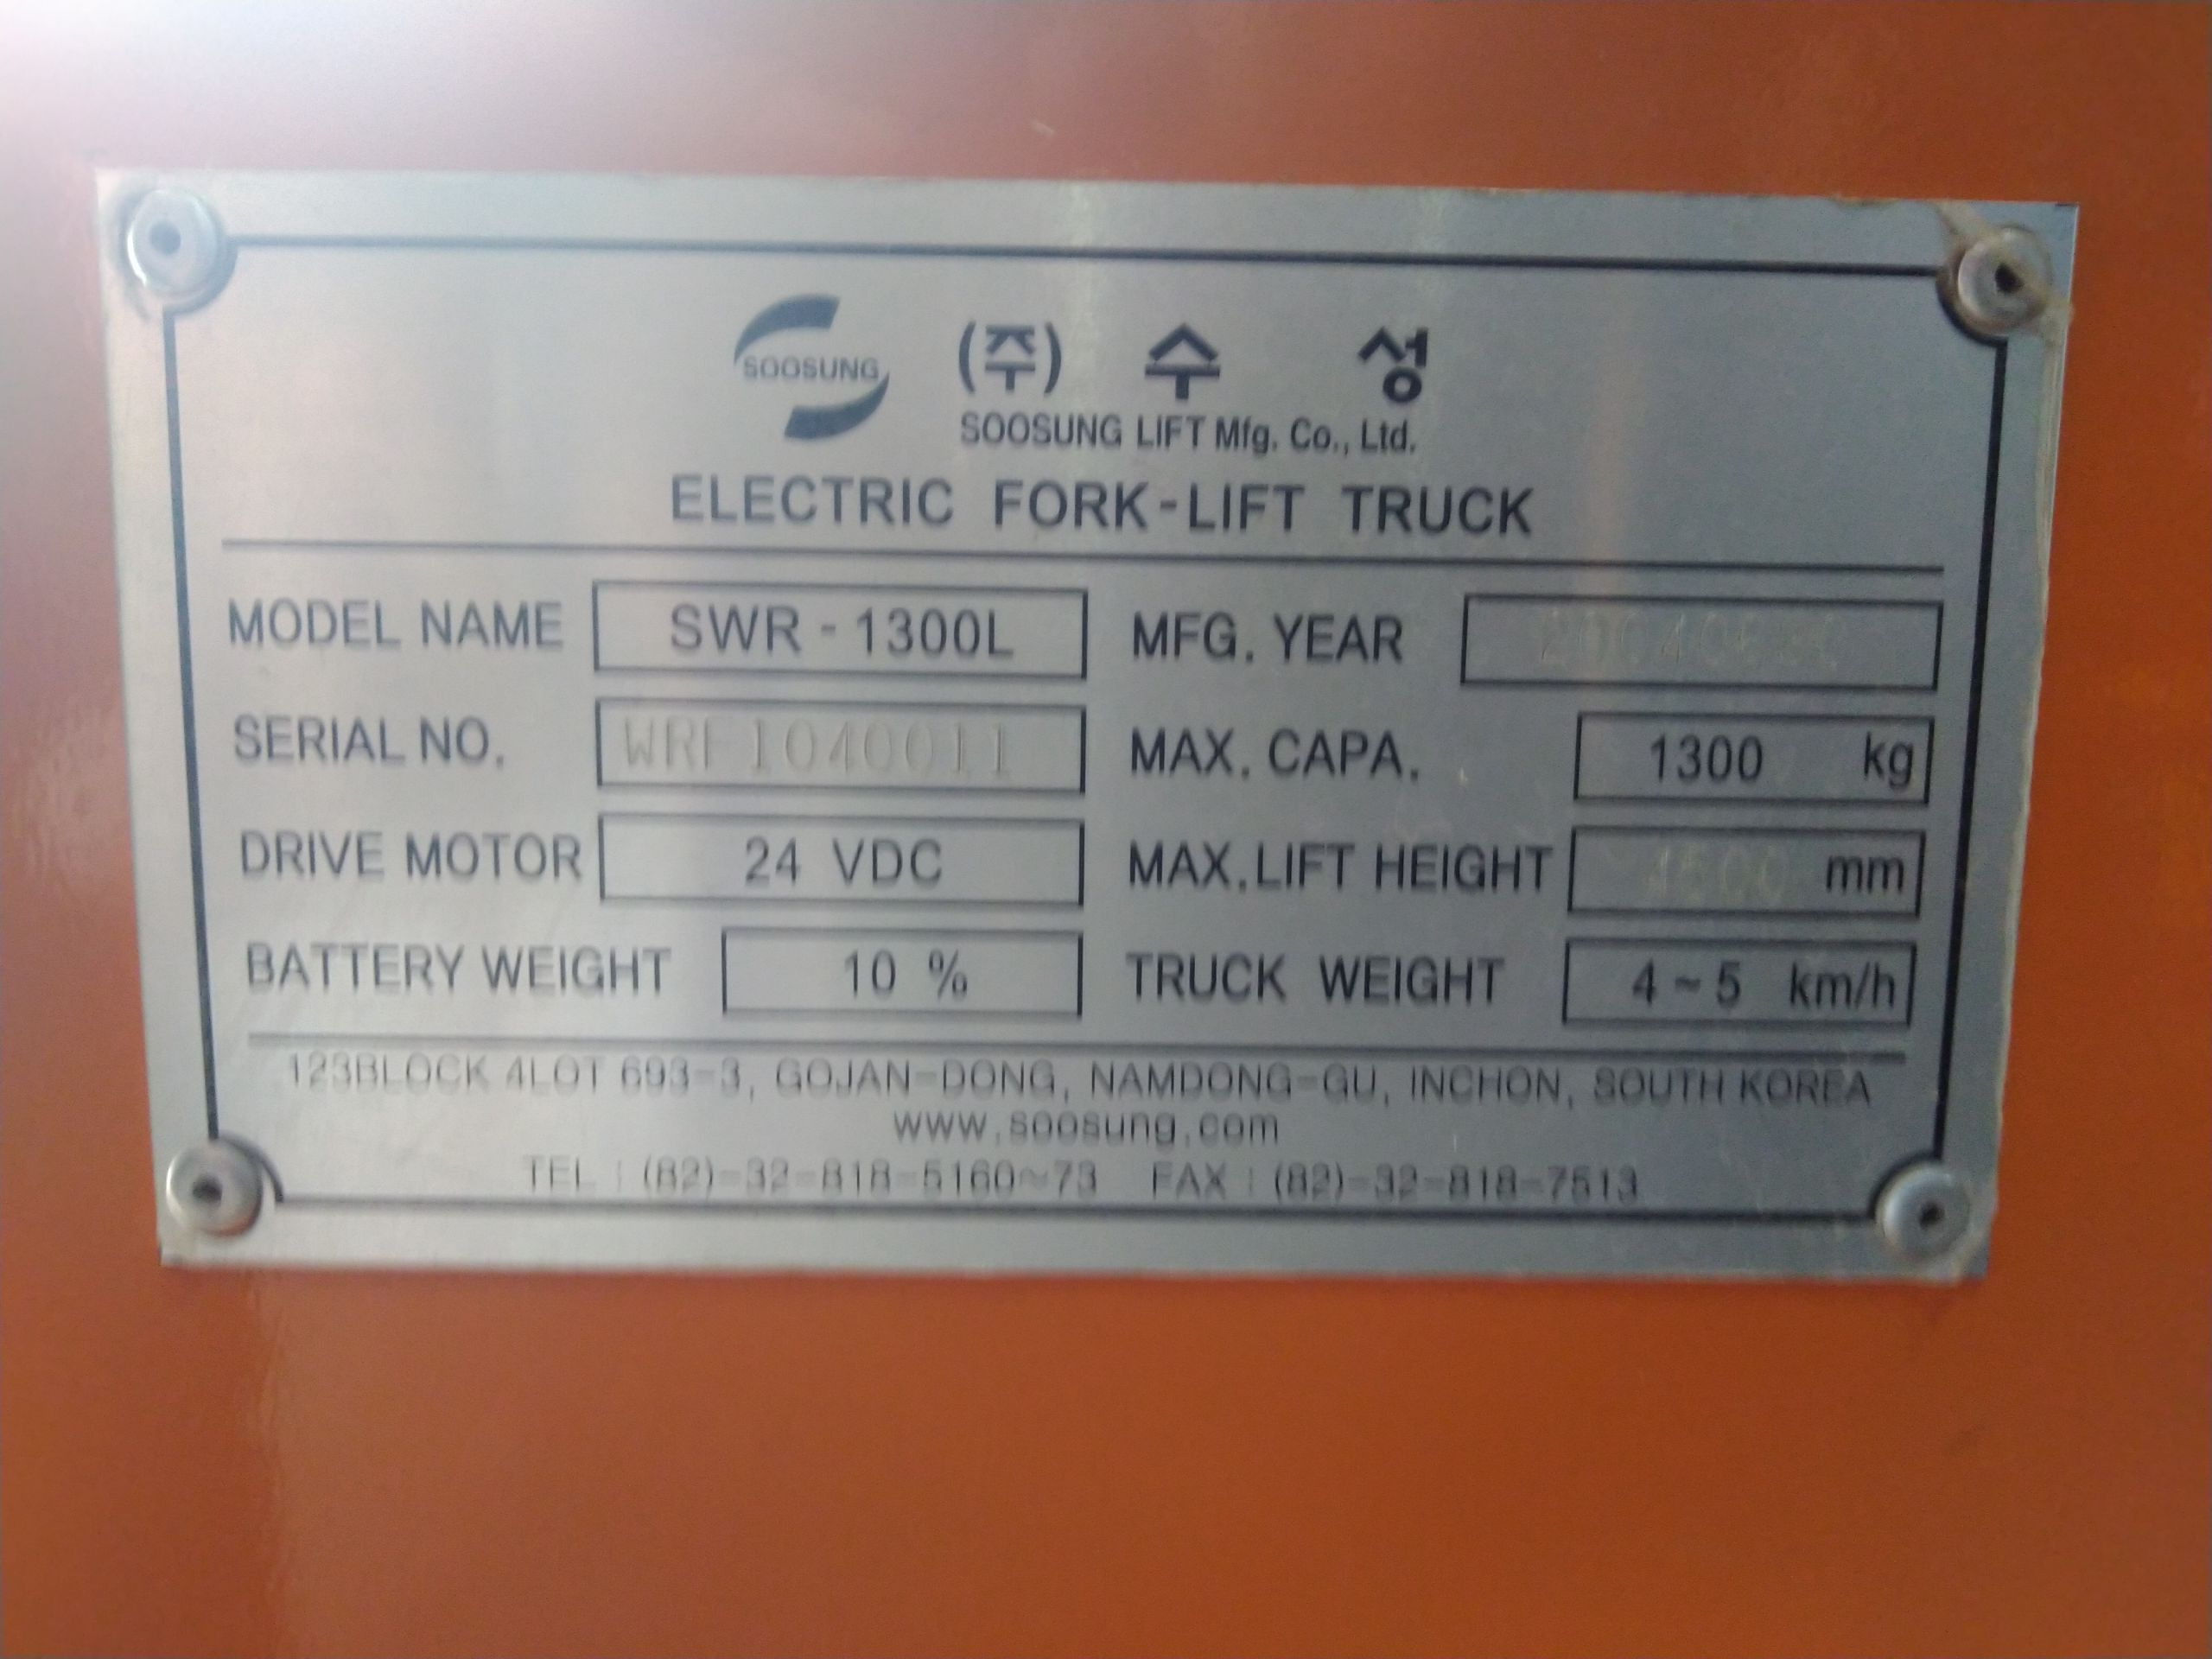 SOOSUNG (주) 수 성
SOOSUNG LIFT Mfg. Co., Ltd.
ELECTRIC FORK-LIFT TRUCK
MODEL NAME SWR - 1300L MFG. YEAR
SERIAL NO. WRF1040011 MAX. CAPA. 1300 kg
DRIVE MOTOR 24 VDC MAX. LIFT HEIGHT 4500 mm
BATTERY WEIGHT 10 % TRUCK WEIGHT 4 ~ 5 km/h
123BLOCK 4LOT 693-3, GOJAN-DONG, NAMDONG-GU, INCHON, SOUTH KOREA
www.soosung.com
TEL : (82)-32-818-5160~73 FAX : (82)-32-818-7513